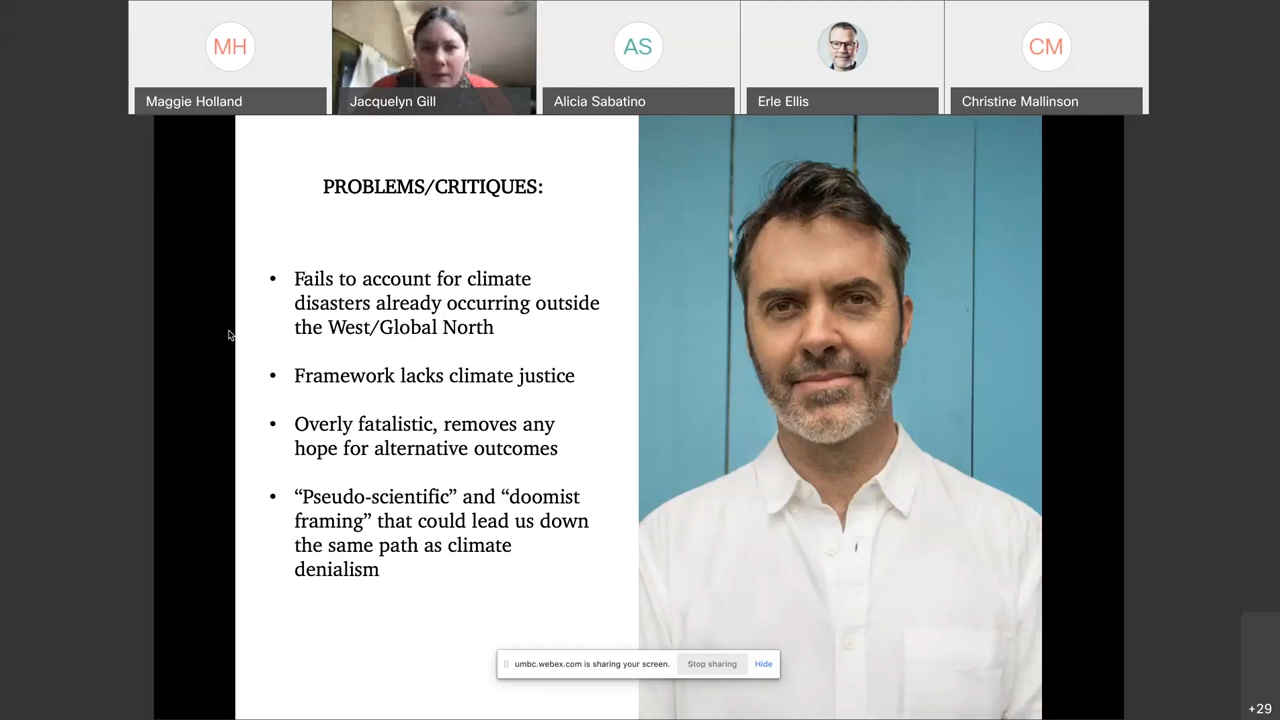 MH
AS
CM
Maggie Holland
Jacquelyn Gill
Alicia Sabatino
Erle Ellis
Christine Mallinson
PROBLEMS/CRITIQUES:
• Fails to account for climate
disasters already occurring outside
the West/Global North
• Framework lacks climate justice
• Overly fatalistic, removes any
hope for alternative outcomes
• “Pseudo-scientific” and “doomist
framing” that could lead us down
the same path as climate
denialism
umbc.webex.com is sharing your screen.
Stop sharing
Hide
+29